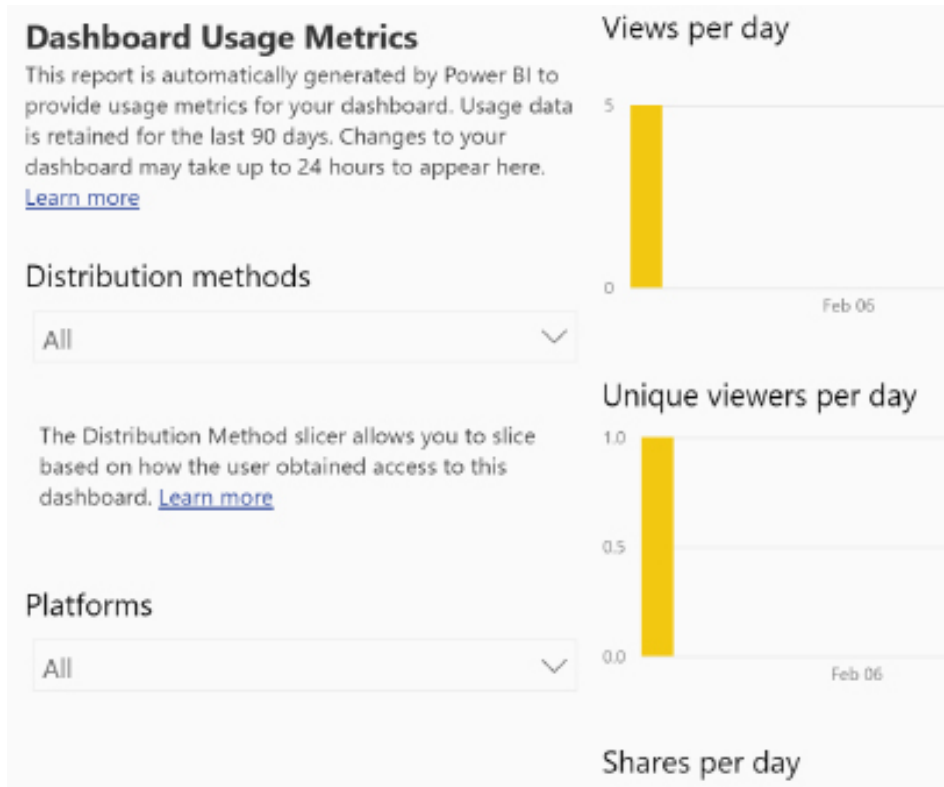 Dashboard Usage Metrics
This report is automatically generated by Power BI to
provide usage metrics for your dashboard. Usage data
is retained for the last 90 days. Changes to your
dashboard may take up to 24 hours to appear here.
Learn more
Distribution methods
All
The Distribution Method slicer allows you to slice
based on how the user obtained access to this
dashboard. Learn more
Platforms
All
Views per day
5
0
Feb 06
Unique viewers per day
1.0
0.5
0.0
Feb 06
Shares per day